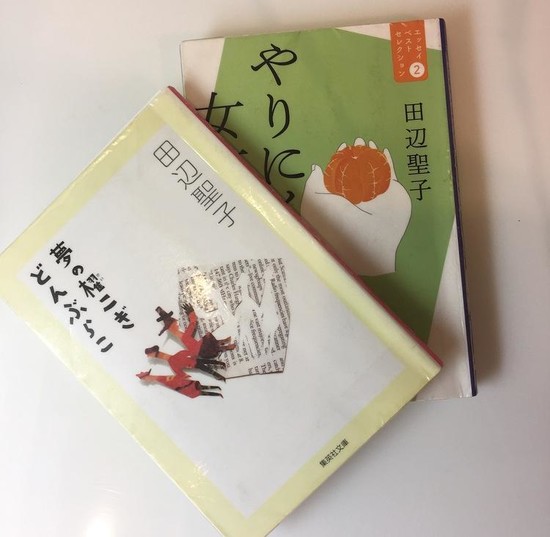 エッセイ
ベスト
セレクション
2
田辺聖子
やりに
女
田辺聖子
夢の櫂こぎ
どんぶらこ
集英社文庫